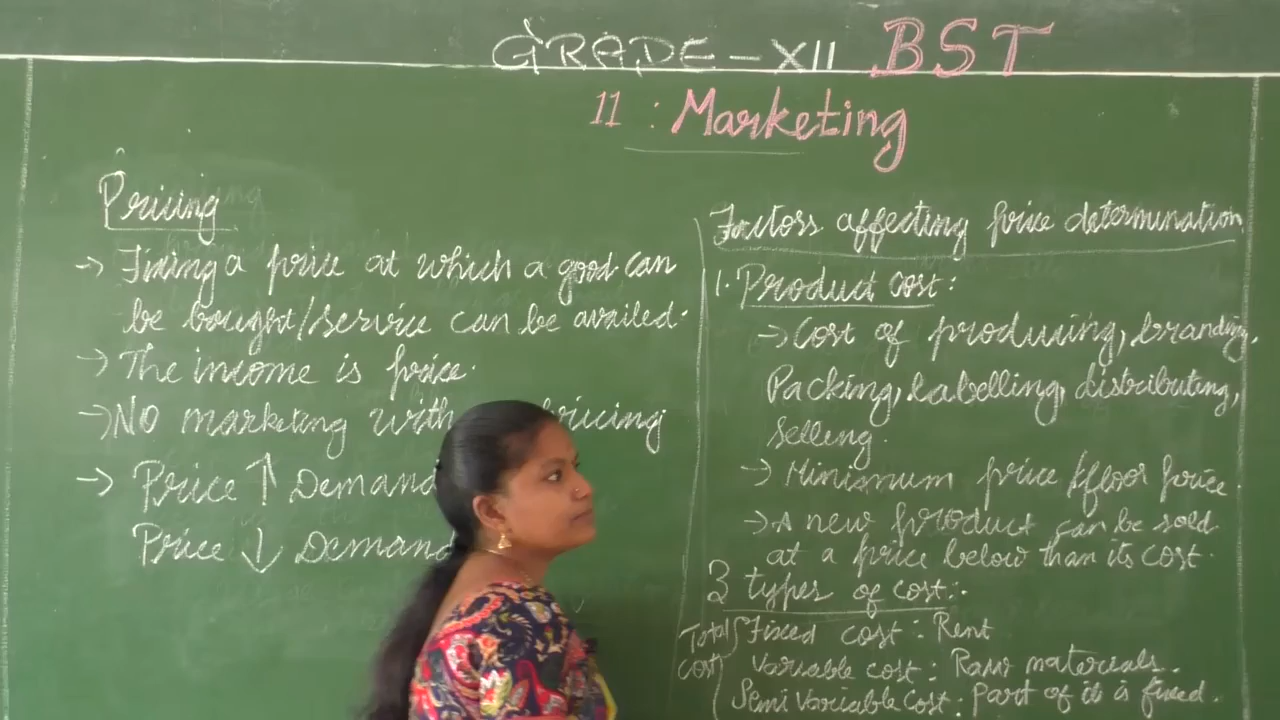 GRADE - XII BST
11 : Marketing
Pricing
→ Fixing a price at which a good can
be bought/service can be availed.
→ The income is price.
→ No marketing with pricing
→ Price ↑ Demand
Price ↓ Demand
Factors affecting price determination
1. Product cost:
→ Cost of producing, branding,
Packing, Labelling, distributing,
selling.
→ Minimum price /floor price.
→ A new product can be sold
at a price below than its cost.
3 types of cost:
Total cost { Fixed cost : Rent
Variable cost : Raw materials.
Semi Variable Cost : Part of it is fixed.